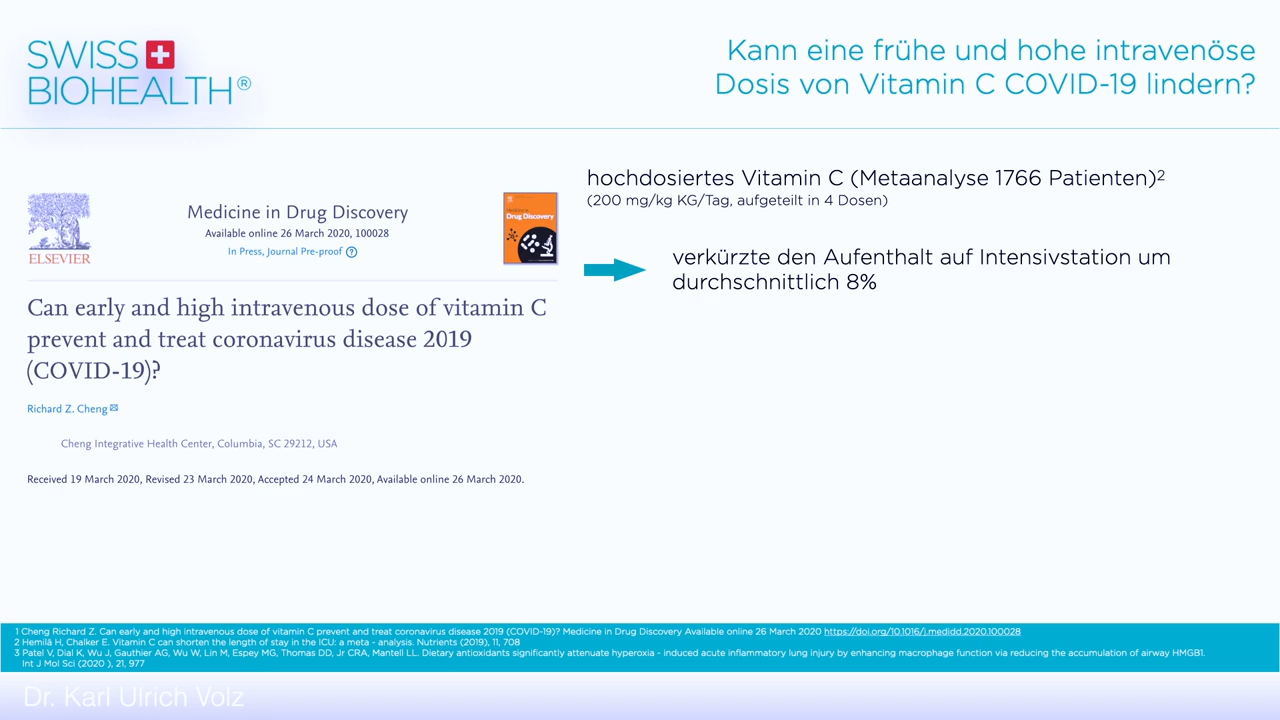 SWISS
BIOHEALTH®
Kann eine frühe und hohe intravenöse
Dosis von Vitamin C COVID-19 lindern?
ELSEVIER
Medicine in Drug Discovery
Available online 26 March 2020, 100028
In Press, Journal Pre-proof ?
Drug Discovery
Can early and high intravenous dose of vitamin C
prevent and treat coronavirus disease 2019
(COVID-19)?
Richard Z. Cheng
Cheng Integrative Health Center, Columbia, SC 29212, USA
Received 19 March 2020, Revised 23 March 2020, Accepted 24 March 2020, Available online 26 March 2020.
hochdosiertes Vitamin C (Metaanalyse 1766 Patienten)²
(200 mg/kg KG/Tag, aufgeteilt in 4 Dosen)
verkürzte den Aufenthalt auf Intensivstation um
durchschnittlich 8%
1 Cheng Richard Z. Can early and high intravenous dose of vitamin C prevent and treat coronavirus disease 2019 (COVID-19)? Medicine in Drug Discovery Available online 26 March 2020 https://doi.org/10.1016/j.medidd.2020.100028
2 Hemilä H, Chalker E. Vitamin C can shorten the length of stay in the ICU: a meta - analysis. Nutrients (2019), 11, 708
3 Patel V, Dial K, Wu J, Gauthier AG, Wu W, Lin M, Espey MG, Thomas DD, Jr CRA, Mantell LL. Dietary antioxidants significantly attenuate hyperoxia - induced acute inflammatory lung injury by enhancing macrophage function via reducing the accumulation of airway HMGB1.
Int J Mol Sci (2020 ), 21, 977
Dr. Karl Ulrich Volz